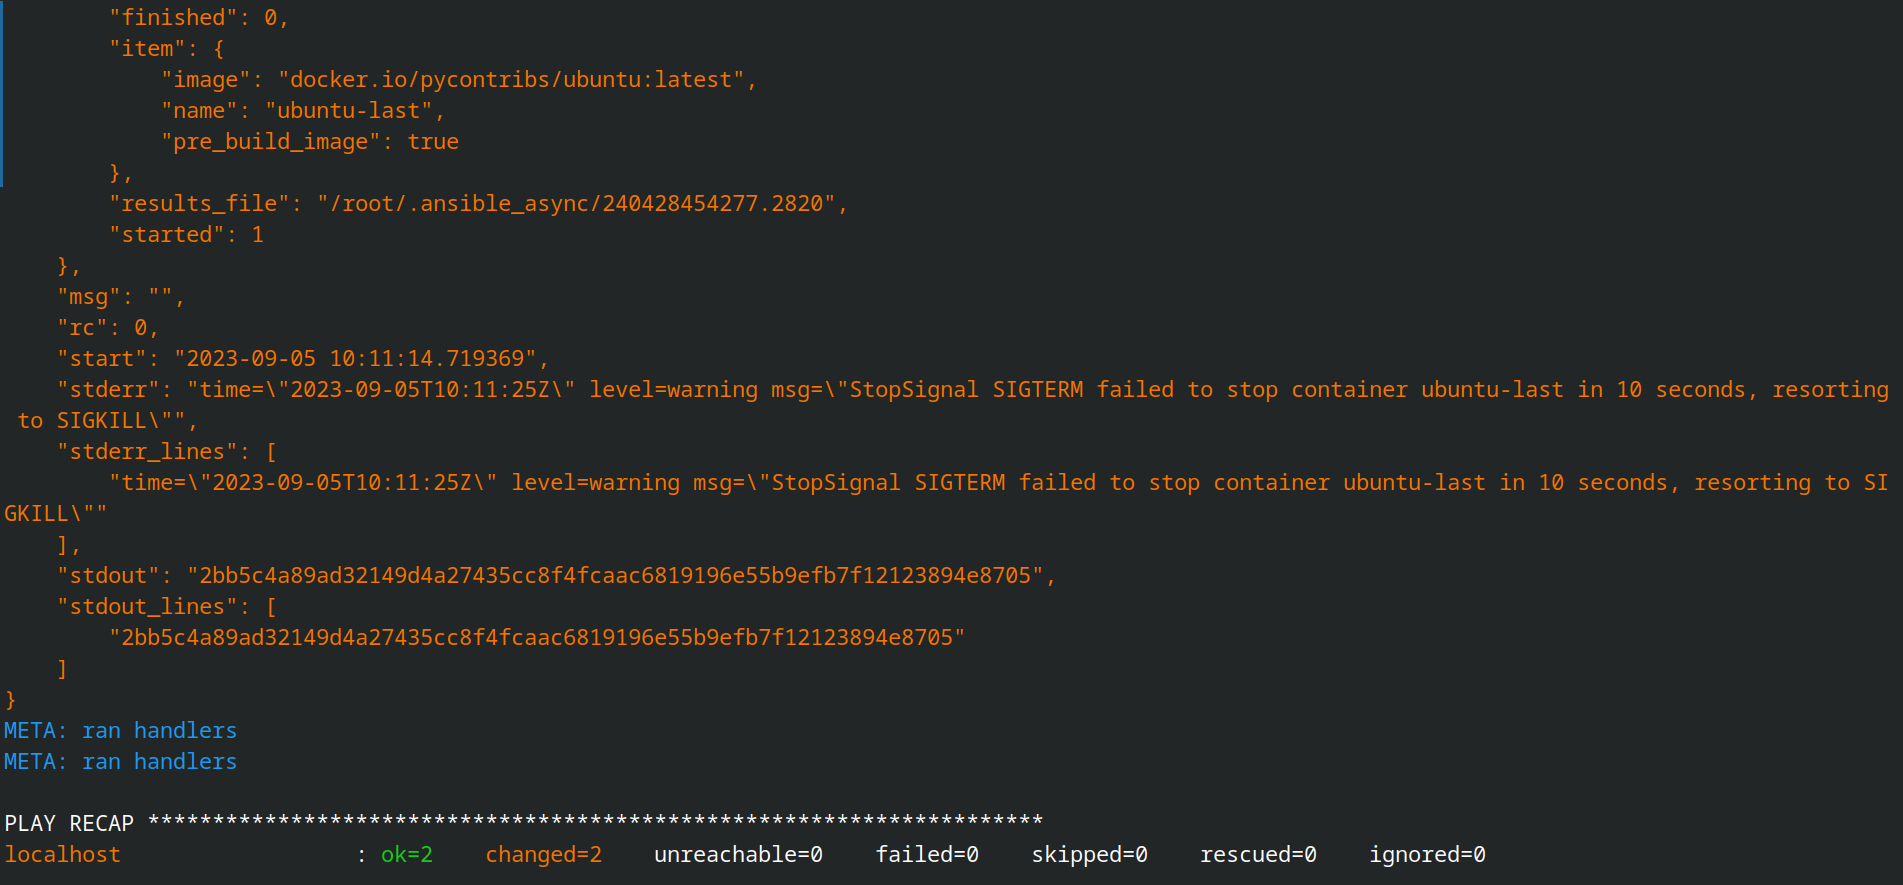 "finished": 0,
        "item": {
            "image": "docker.io/pycontribs/ubuntu:latest",
            "name": "ubuntu-last",
            "pre_build_image": true
        },
        "results_file": "/root/.ansible_async/240428454277.2820",
        "started": 1
    },
    "msg": "",
    "rc": 0,
    "start": "2023-09-05 10:11:14.719369",
    "stderr": "time=\"2023-09-05T10:11:25Z\" level=warning msg=\"StopSignal SIGTERM failed to stop container ubuntu-last in 10 seconds, resorting
 to SIGKILL\"",
    "stderr_lines": [
        "time=\"2023-09-05T10:11:25Z\" level=warning msg=\"StopSignal SIGTERM failed to stop container ubuntu-last in 10 seconds, resorting to SI
GKILL\""
    ],
    "stdout": "2bb5c4a89ad32149d4a27435cc8f4fcaac6819196e55b9efb7f12123894e8705",
    "stdout_lines": [
        "2bb5c4a89ad32149d4a27435cc8f4fcaac6819196e55b9efb7f12123894e8705"
    ]
}
META: ran handlers
META: ran handlers

PLAY RECAP *********************************************************************
localhost                  : ok=2    changed=2    unreachable=0    failed=0    skipped=0    rescued=0    ignored=0